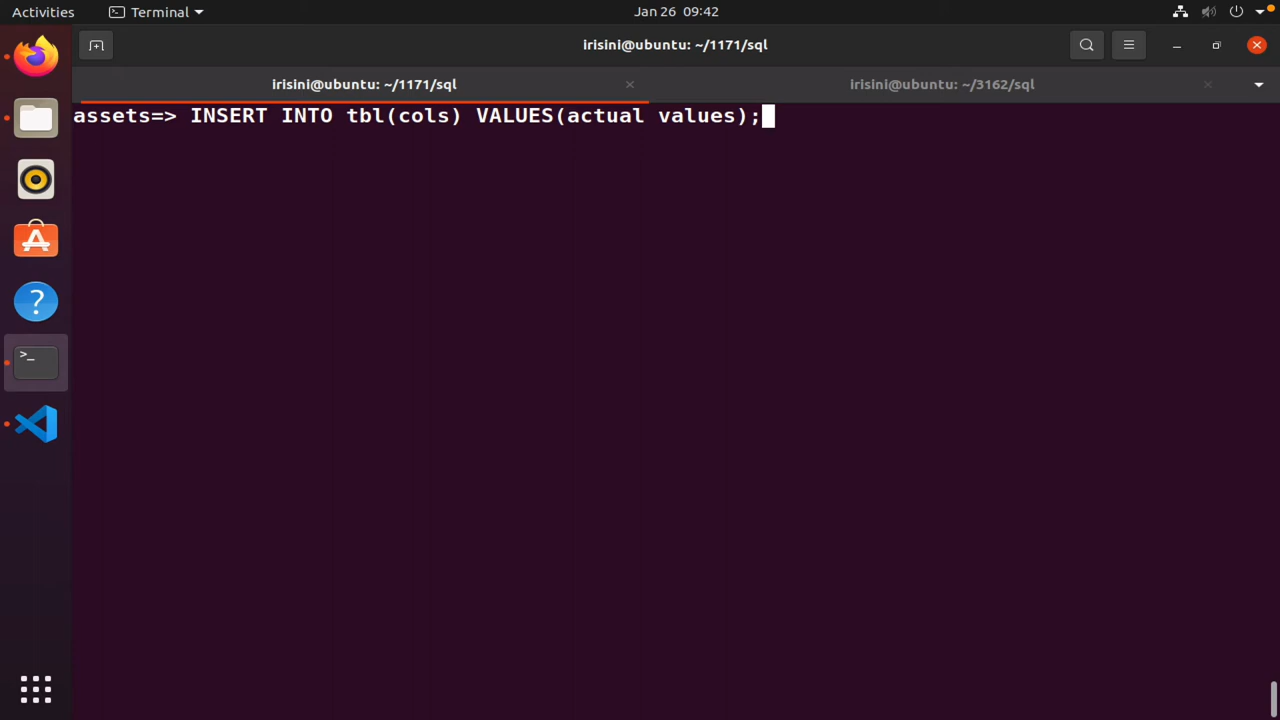 Activities Terminal Jan 26 09:42
irisini@ubuntu: ~/1171/sql
irisini@ubuntu: ~/1171/sql irisini@ubuntu: ~/3162/sql
assets=> INSERT INTO tbl(cols) VALUES(actual values);